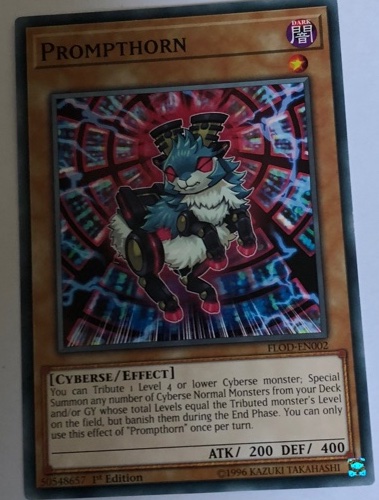 PROMPTHORN
DARK
闇
FLOD-EN002
[CYBERSE/EFFECT]
You can Tribute 1 Level 4 or lower Cyberse monster; Special
Summon any number of Cyberse Normal Monsters from your Deck
and/or GY whose total Levels equal the Tributed monster's Level
on the field, but banish them during the End Phase. You can only
use this effect of "Prompthorn" once per turn.
ATK/ 200 DEF/ 400
50548657 1st Edition
©1996 KAZUKI TAKAHASHI